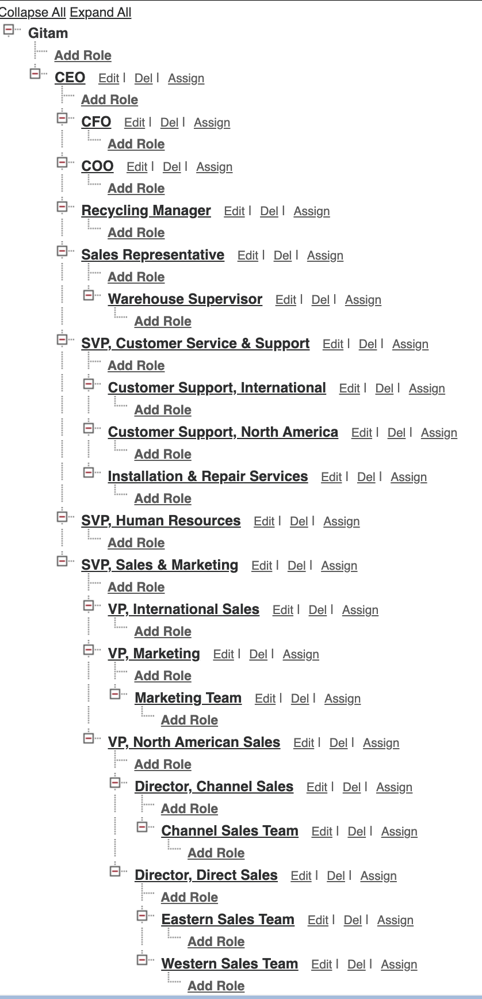 Collapse All Expand All
Gitam
Add Role
CEO Edit | Del | Assign
Add Role
CFO Edit | Del | Assign
Add Role
COO Edit | Del | Assign
Add Role
Recycling Manager Edit | Del | Assign
Add Role
Sales Representative Edit | Del | Assign
Add Role
Warehouse Supervisor Edit | Del | Assign
Add Role
SVP, Customer Service & Support Edit | Del | Assign
Add Role
Customer Support, International Edit | Del | Assign
Add Role
Customer Support, North America Edit | Del | Assign
Add Role
Installation & Repair Services Edit | Del | Assign
Add Role
SVP, Human Resources Edit | Del | Assign
Add Role
SVP, Sales & Marketing Edit | Del | Assign
Add Role
VP, International Sales Edit | Del | Assign
Add Role
VP, Marketing Edit | Del | Assign
Add Role
Marketing Team Edit | Del | Assign
Add Role
VP, North American Sales Edit | Del | Assign
Add Role
Director, Channel Sales Edit | Del | Assign
Add Role
Channel Sales Team Edit | Del | Assign
Add Role
Director, Direct Sales Edit | Del | Assign
Add Role
Eastern Sales Team Edit | Del | Assign
Add Role
Western Sales Team Edit | Del | Assign
Add Role